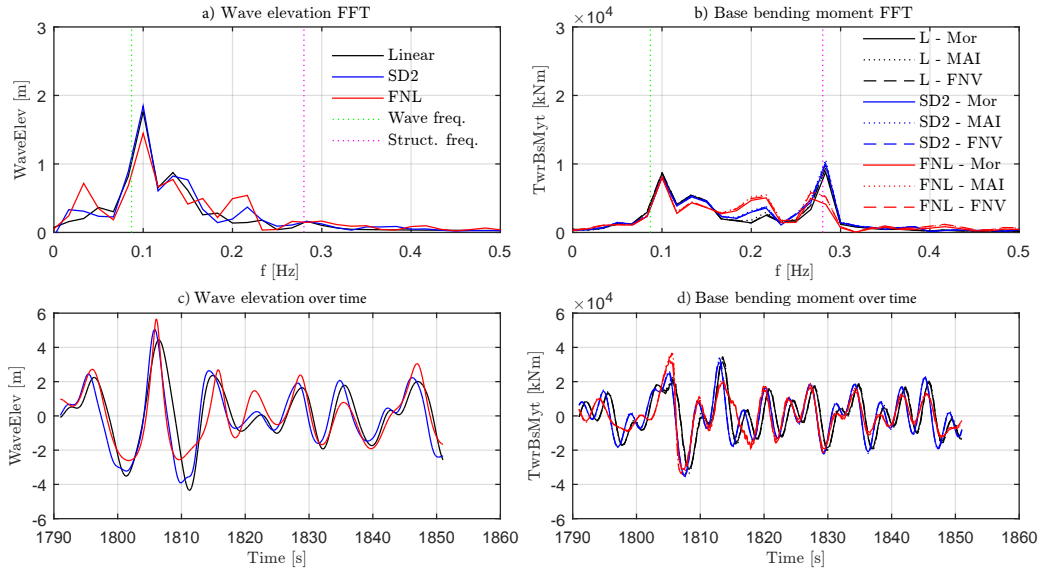 a) Wave elevation FFT
3
2
1
0
WaveElev [m]
0
0.1
0.2
0.3
0.4
0.5
f [Hz]
Linear
SD2
FNL
Wave freq.
Struct. freq.
b) Base bending moment FFT
×10⁴
3
2
1
0
TwrBsMyt [kNm]
0
0.1
0.2
0.3
0.4
0.5
f [Hz]
L - Mor
L - MAI
L - FNV
SD2 - Mor
SD2 - MAI
SD2 - FNV
FNL - Mor
FNL - MAI
FNL - FNV
c) Wave elevation over time
6
4
2
0
-2
-4
-6
WaveElev [m]
1790
1800
1810
1820
1830
1840
1850
1860
Time [s]
d) Base bending moment over time
×10⁴
6
4
2
0
-2
-4
-6
TwrBsMyt [kNm]
1790
1800
1810
1820
1830
1840
1850
1860
Time [s]